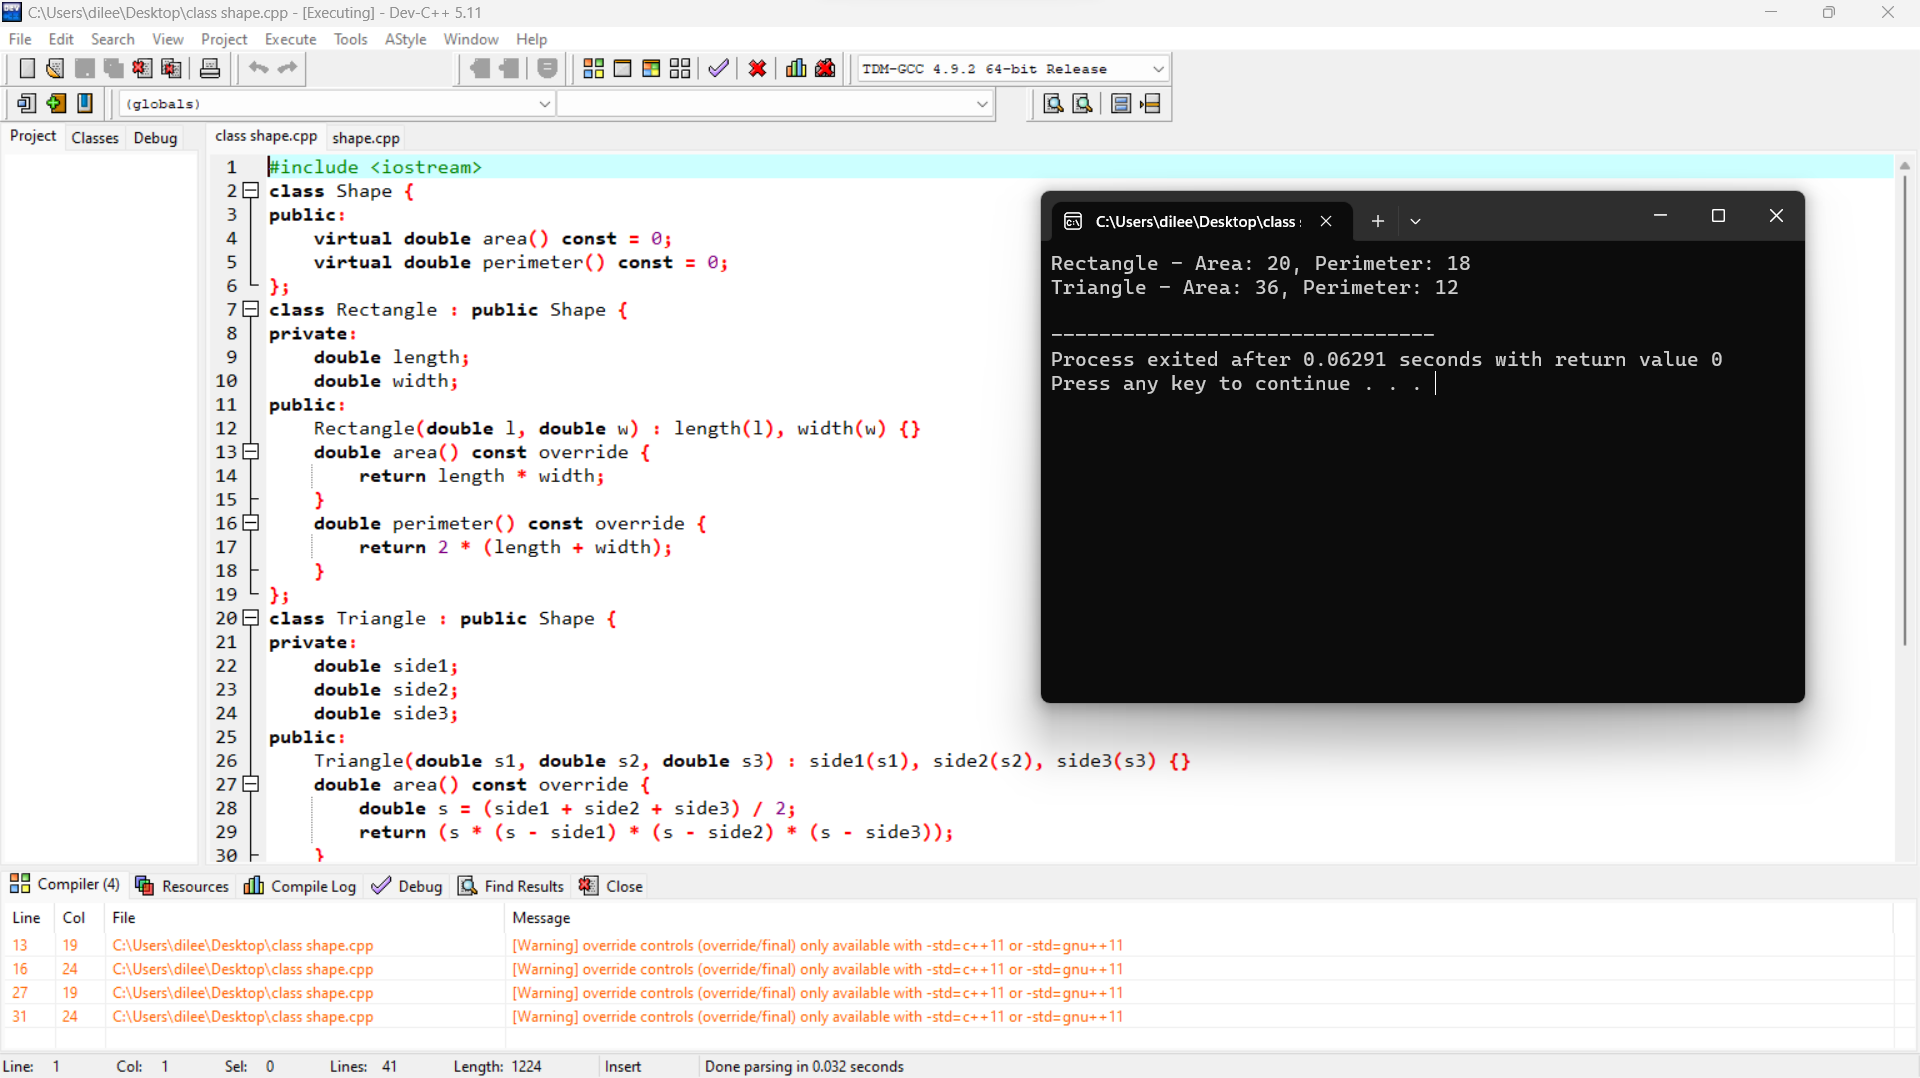 C:\Users\dilee\Desktop\class shape.cpp - [Executing] - Dev-C++ 5.11
File Edit Search View Project Execute Tools AStyle Window Help
TDM-GCC 4.9.2 64-bit Release
(globals)
Project Classes Debug
class shape.cpp shape.cpp
1 #include <iostream>
2 class Shape {
3 public:
4 virtual double area() const = 0;
5 virtual double perimeter() const = 0;
6 };
7 class Rectangle : public Shape {
8 private:
9 double length;
10 double width;
11 public:
12 Rectangle(double l, double w) : length(l), width(w) {}
13 double area() const override {
14 return length * width;
15 }
16 double perimeter() const override {
17 return 2 * (length + width);
18 }
19 };
20 class Triangle : public Shape {
21 private:
22 double side1;
23 double side2;
24 double side3;
25 public:
26 Triangle(double s1, double s2, double s3) : side1(s1), side2(s2), side3(s3) {}
27 double area() const override {
28 double s = (side1 + side2 + side3) / 2;
29 return (s * (s - side1) * (s - side2) * (s - side3));
30 }
C:\Users\dilee\Desktop\class
Rectangle - Area: 20, Perimeter: 18
Triangle - Area: 36, Perimeter: 12
--------------------------------
Process exited after 0.06291 seconds with return value 0
Press any key to continue . . .
Compiler (4) Resources Compile Log Debug Find Results Close
Line Col File Message
13 19 C:\Users\dilee\Desktop\class shape.cpp [Warning] override controls (override/final) only available with -std=c++11 or -std=gnu++11
16 24 C:\Users\dilee\Desktop\class shape.cpp [Warning] override controls (override/final) only available with -std=c++11 or -std=gnu++11
27 19 C:\Users\dilee\Desktop\class shape.cpp [Warning] override controls (override/final) only available with -std=c++11 or -std=gnu++11
31 24 C:\Users\dilee\Desktop\class shape.cpp [Warning] override controls (override/final) only available with -std=c++11 or -std=gnu++11
Line: 1 Col: 1 Sel: 0 Lines: 41 Length: 1224 Insert Done parsing in 0.032 seconds